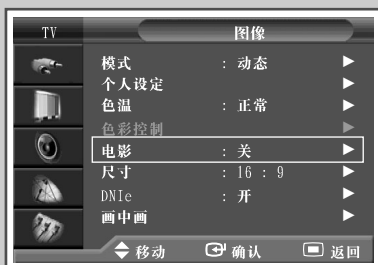 TV
图像
模式 : 动态
个人设定
色温 : 正常
色彩控制
电影 : 关
尺寸 : 16 : 9
DNIe : 开
画中画
移动 确认 返回